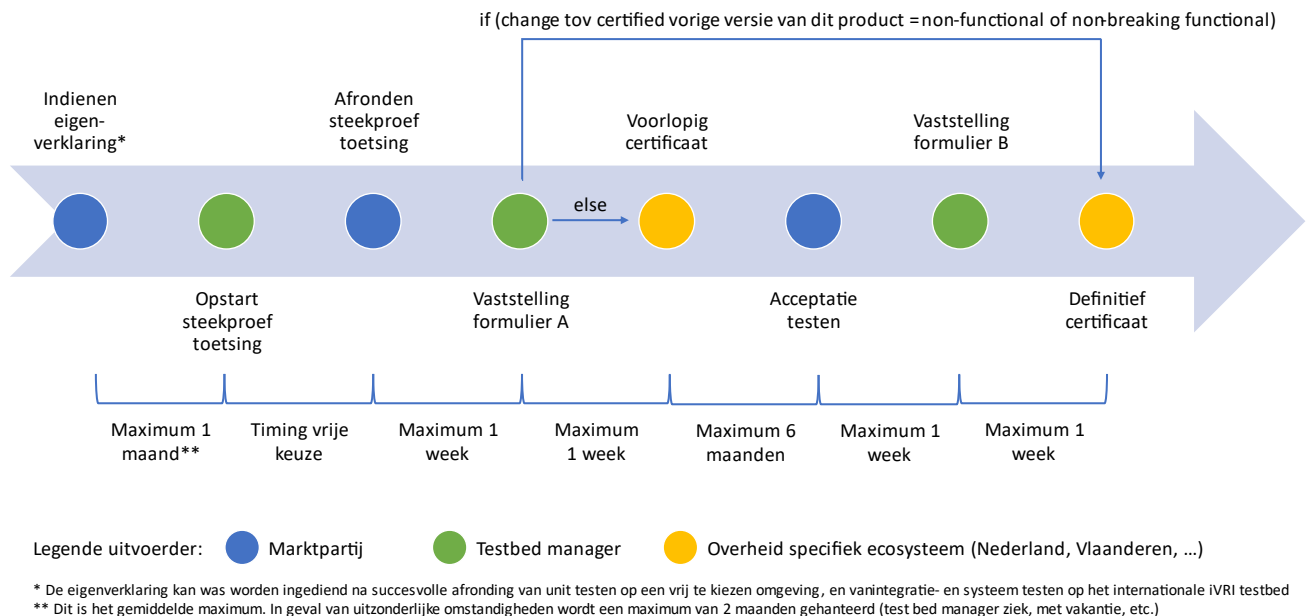 if (change tov certified vorige versie van dit product = non-functional of non-breaking functional)
Indienen
eigen-
verklaring*
Afronden
steekproef
toetsing
Voorlopig
certificaat
Vaststelling
formulier B
else
Opstart
steekproef
toetsing
Vaststelling
formulier A
Acceptatie
testen
Definitief
certificaat
Maximum 1
maand**
Timing vrije
keuze
Maximum 1
week
Maximum
1 week
Maximum 6
maanden
Maximum 1
week
Maximum 1
week
Legende uitvoerder:
Marktpartij
Testbed manager
Overheid specifiek ecosysteem (Nederland, Vlaanderen, ...)
* De eigenverklaring kan was worden ingediend na succesvolle afronding van unit testen op een vrij te kiezen omgeving, en vanintegratie- en systeem testen op het internationale iVRI testbed
** Dit is het gemiddelde maximum. In geval van uitzonderlijke omstandigheden wordt een maximum van 2 maanden gehanteerd (test bed manager ziek, met vakantie, etc.)